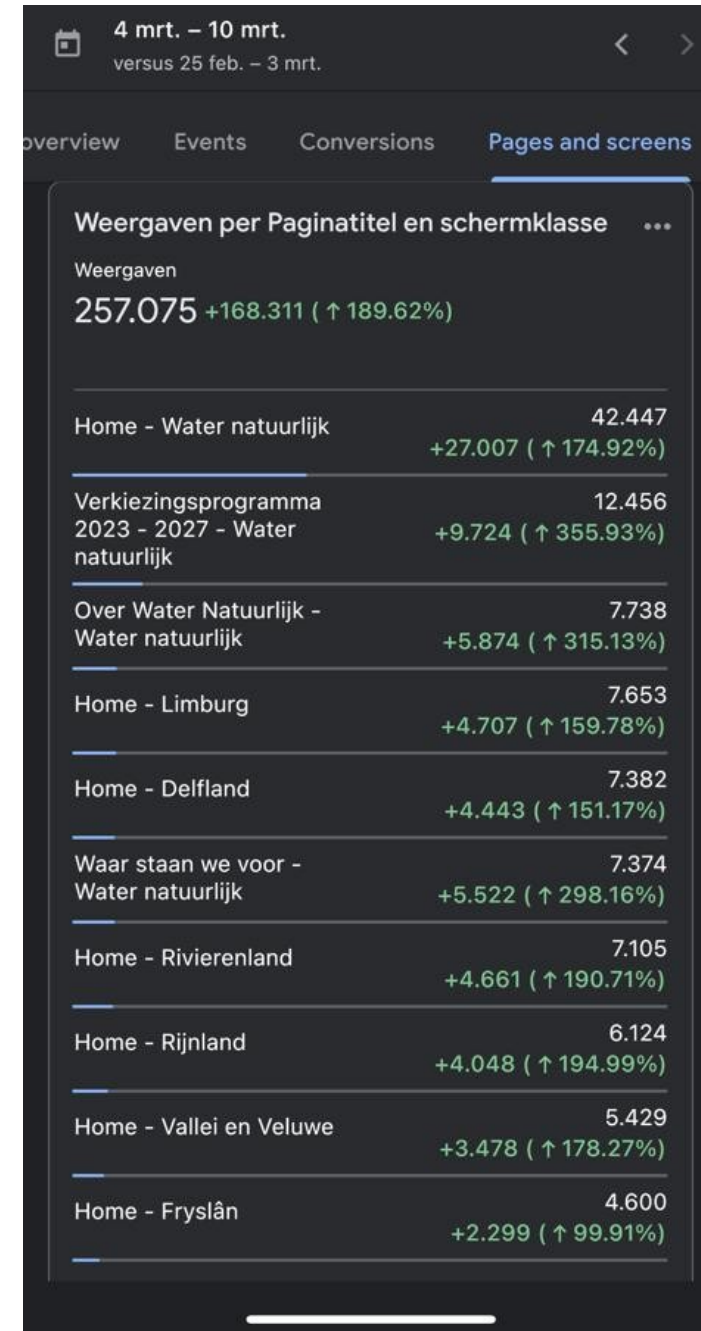 4 mrt. – 10 mrt.
versus 25 feb. – 3 mrt.
overview Events Conversions Pages and screens
Weergaven per Paginatitel en schermklasse
Weergaven
257.075 +168.311 ( ↑ 189.62%)
Home - Water natuurlijk 42.447
+27.007 ( ↑ 174.92%)
Verkiezingsprogramma 12.456
2023 - 2027 - Water +9.724 ( ↑ 355.93%)
natuurlijk
Over Water Natuurlijk - 7.738
Water natuurlijk +5.874 ( ↑ 315.13%)
Home - Limburg 7.653
+4.707 ( ↑ 159.78%)
Home - Delfland 7.382
+4.443 ( ↑ 151.17%)
Waar staan we voor - 7.374
Water natuurlijk +5.522 ( ↑ 298.16%)
Home - Rivierenland 7.105
+4.661 ( ↑ 190.71%)
Home - Rijnland 6.124
+4.048 ( ↑ 194.99%)
Home - Vallei en Veluwe 5.429
+3.478 ( ↑ 178.27%)
Home - Fryslân 4.600
+2.299 ( ↑ 99.91%)